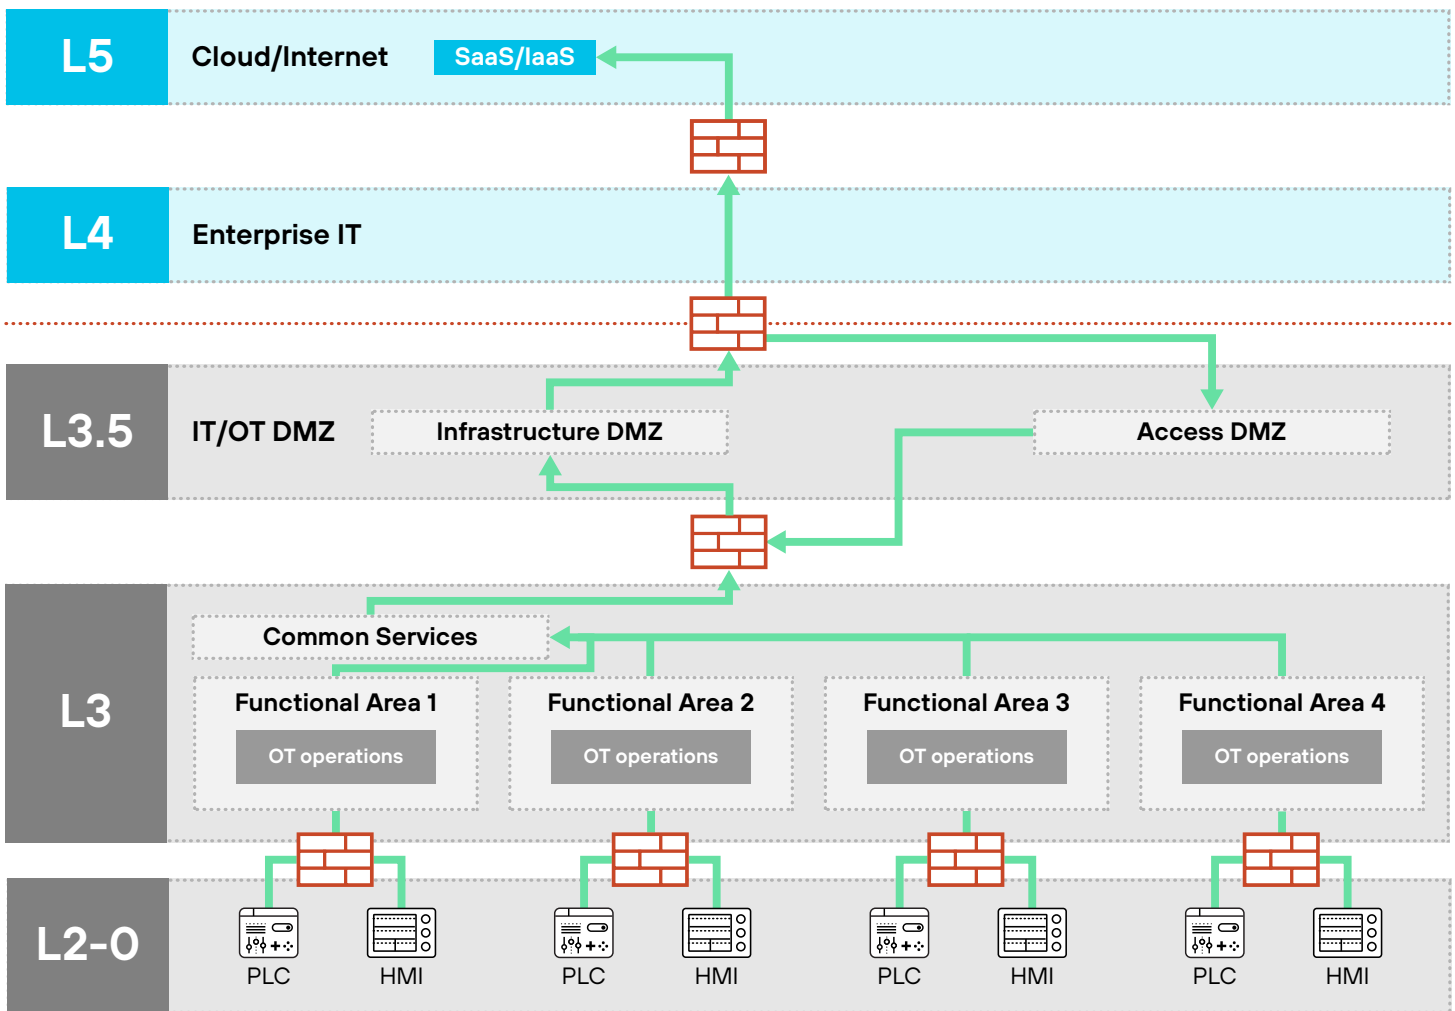 L5
Cloud/Internet
SaaS/IaaS
L4
Enterprise IT
L3.5
IT/OT DMZ
Infrastructure DMZ
Access DMZ
L3
Common Services
Functional Area 1
Functional Area 2
Functional Area 3
Functional Area 4
OT operations
OT operations
OT operations
OT operations
L2-0
PLC
HMI
PLC
HMI
PLC
HMI
PLC
HMI